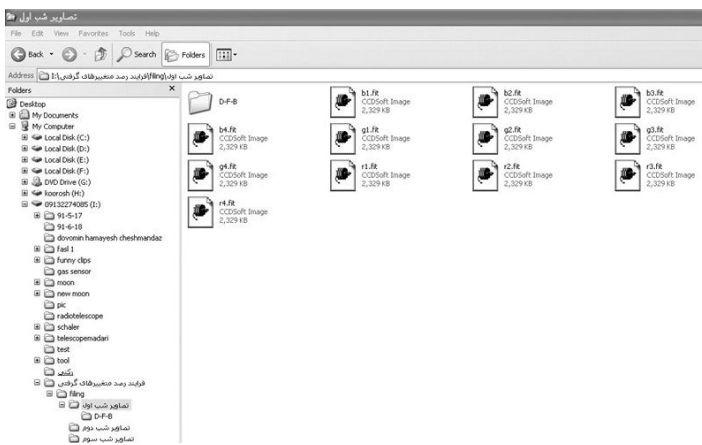 تصاویر شب اول
File Edit View Favorites Tools Help
Back Search Folders
Address I:\فرایند رصد متغییرهای گرفتی\filing\تصاویر شب اول
Folders
Desktop
My Documents
My Computer
Local Disk (C:)
Local Disk (D:)
Local Disk (E:)
Local Disk (F:)
DVD Drive (G:)
koorosh (H:)
09132274085 (I:)
91-5-17
91-6-18
dovomin hamayesh cheshmandaz
fasl 1
funny clips
gas sensor
moon
new moon
pic
radiotelescope
schaler
telescopemadari
test
tool
رکنی
فرایند رصد متغییرهای گرفتی
filing
تصاویر شب اول
D-F-B
تصاویر شب دوم
تصاویر شب سوم
D-F-B
b1.fit
CCDSoft Image
2,329 KB
b2.fit
CCDSoft Image
2,329 KB
b3.fit
CCDSoft Image
2,329 KB
b4.fit
CCDSoft Image
2,329 KB
g1.fit
CCDSoft Image
2,329 KB
g2.fit
CCDSoft Image
2,329 KB
g3.fit
CCDSoft Image
2,329 KB
g4.fit
CCDSoft Image
2,329 KB
r1.fit
CCDSoft Image
2,329 KB
r2.fit
CCDSoft Image
2,329 KB
r3.fit
CCDSoft Image
2,329 KB
r4.fit
CCDSoft Image
2,329 KB